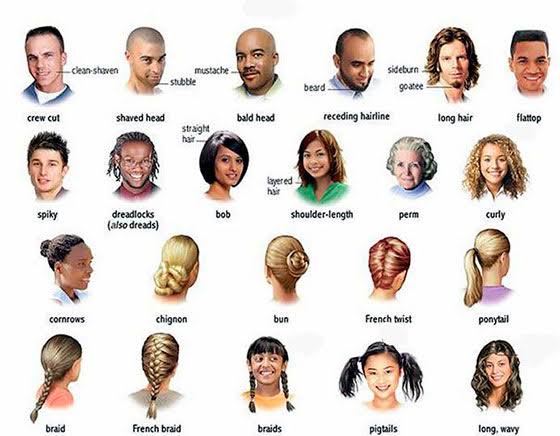 clean-shaven
stubble
mustache
beard
sideburn
goatee
crew cut
shaved head
bald head
receding hairline
long hair
flattop
straight
hair
layered
hair
spiky
dreadlocks
(also dreads)
bob
shoulder-length
perm
curly
cornrows
chignon
bun
French twist
ponytail
braid
French braid
braids
pigtails
long, wavy